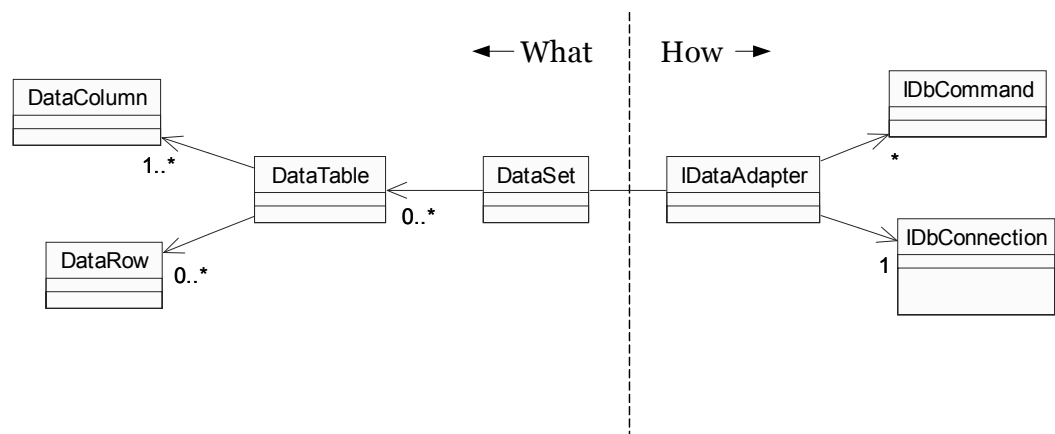 What How
DataColumn
IDbCommand
1..*
*
DataTable
DataSet
IDataAdapter
0..*
DataRow
0..*
IDbConnection
1